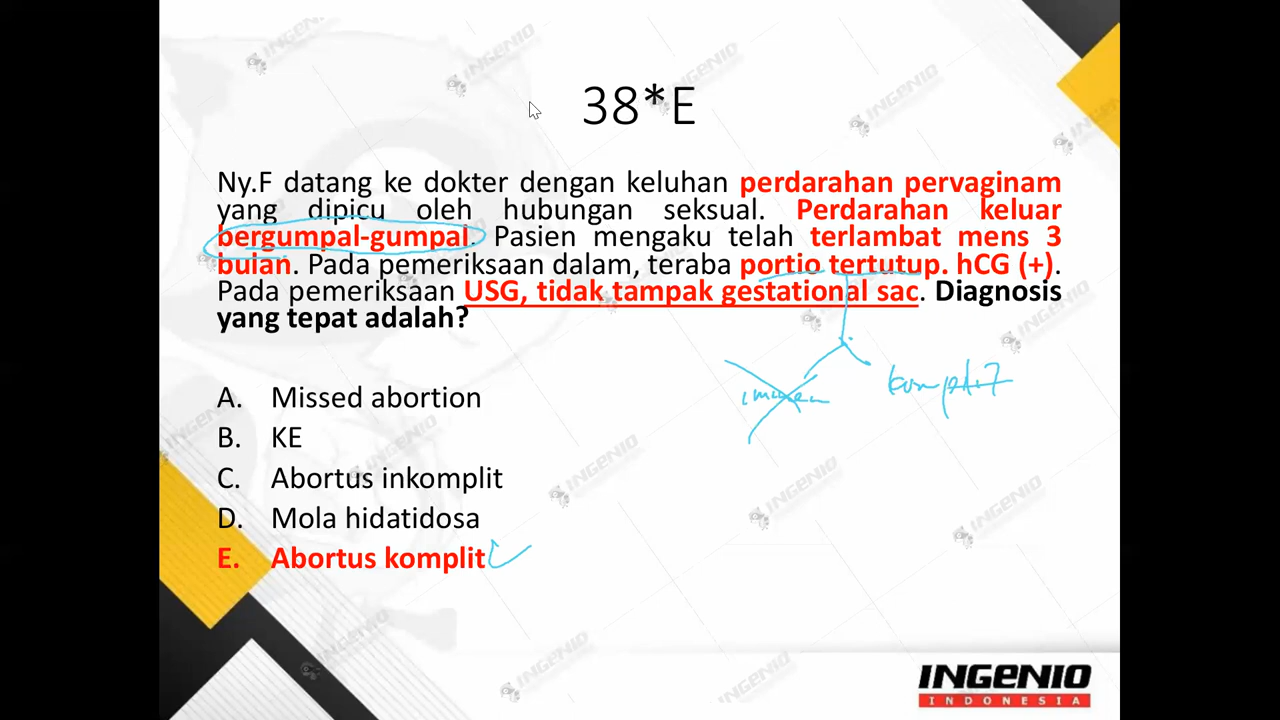 38*E
Ny.F datang ke dokter dengan keluhan perdarahan pervaginam
yang dipicu oleh hubungan seksual. Perdarahan keluar
bergumpal-gumpal. Pasien mengaku telah terlambat mens 3
bulan. Pada pemeriksaan dalam, teraba portio tertutup. hCG (+).
Pada pemeriksaan USG, tidak tampak gestational sac. Diagnosis
yang tepat adalah?
komplit
A. Missed abortion
B. KE
C. Abortus inkomplit
D. Mola hidatidosa
E. Abortus komplit
INGENIO
INDONESIA